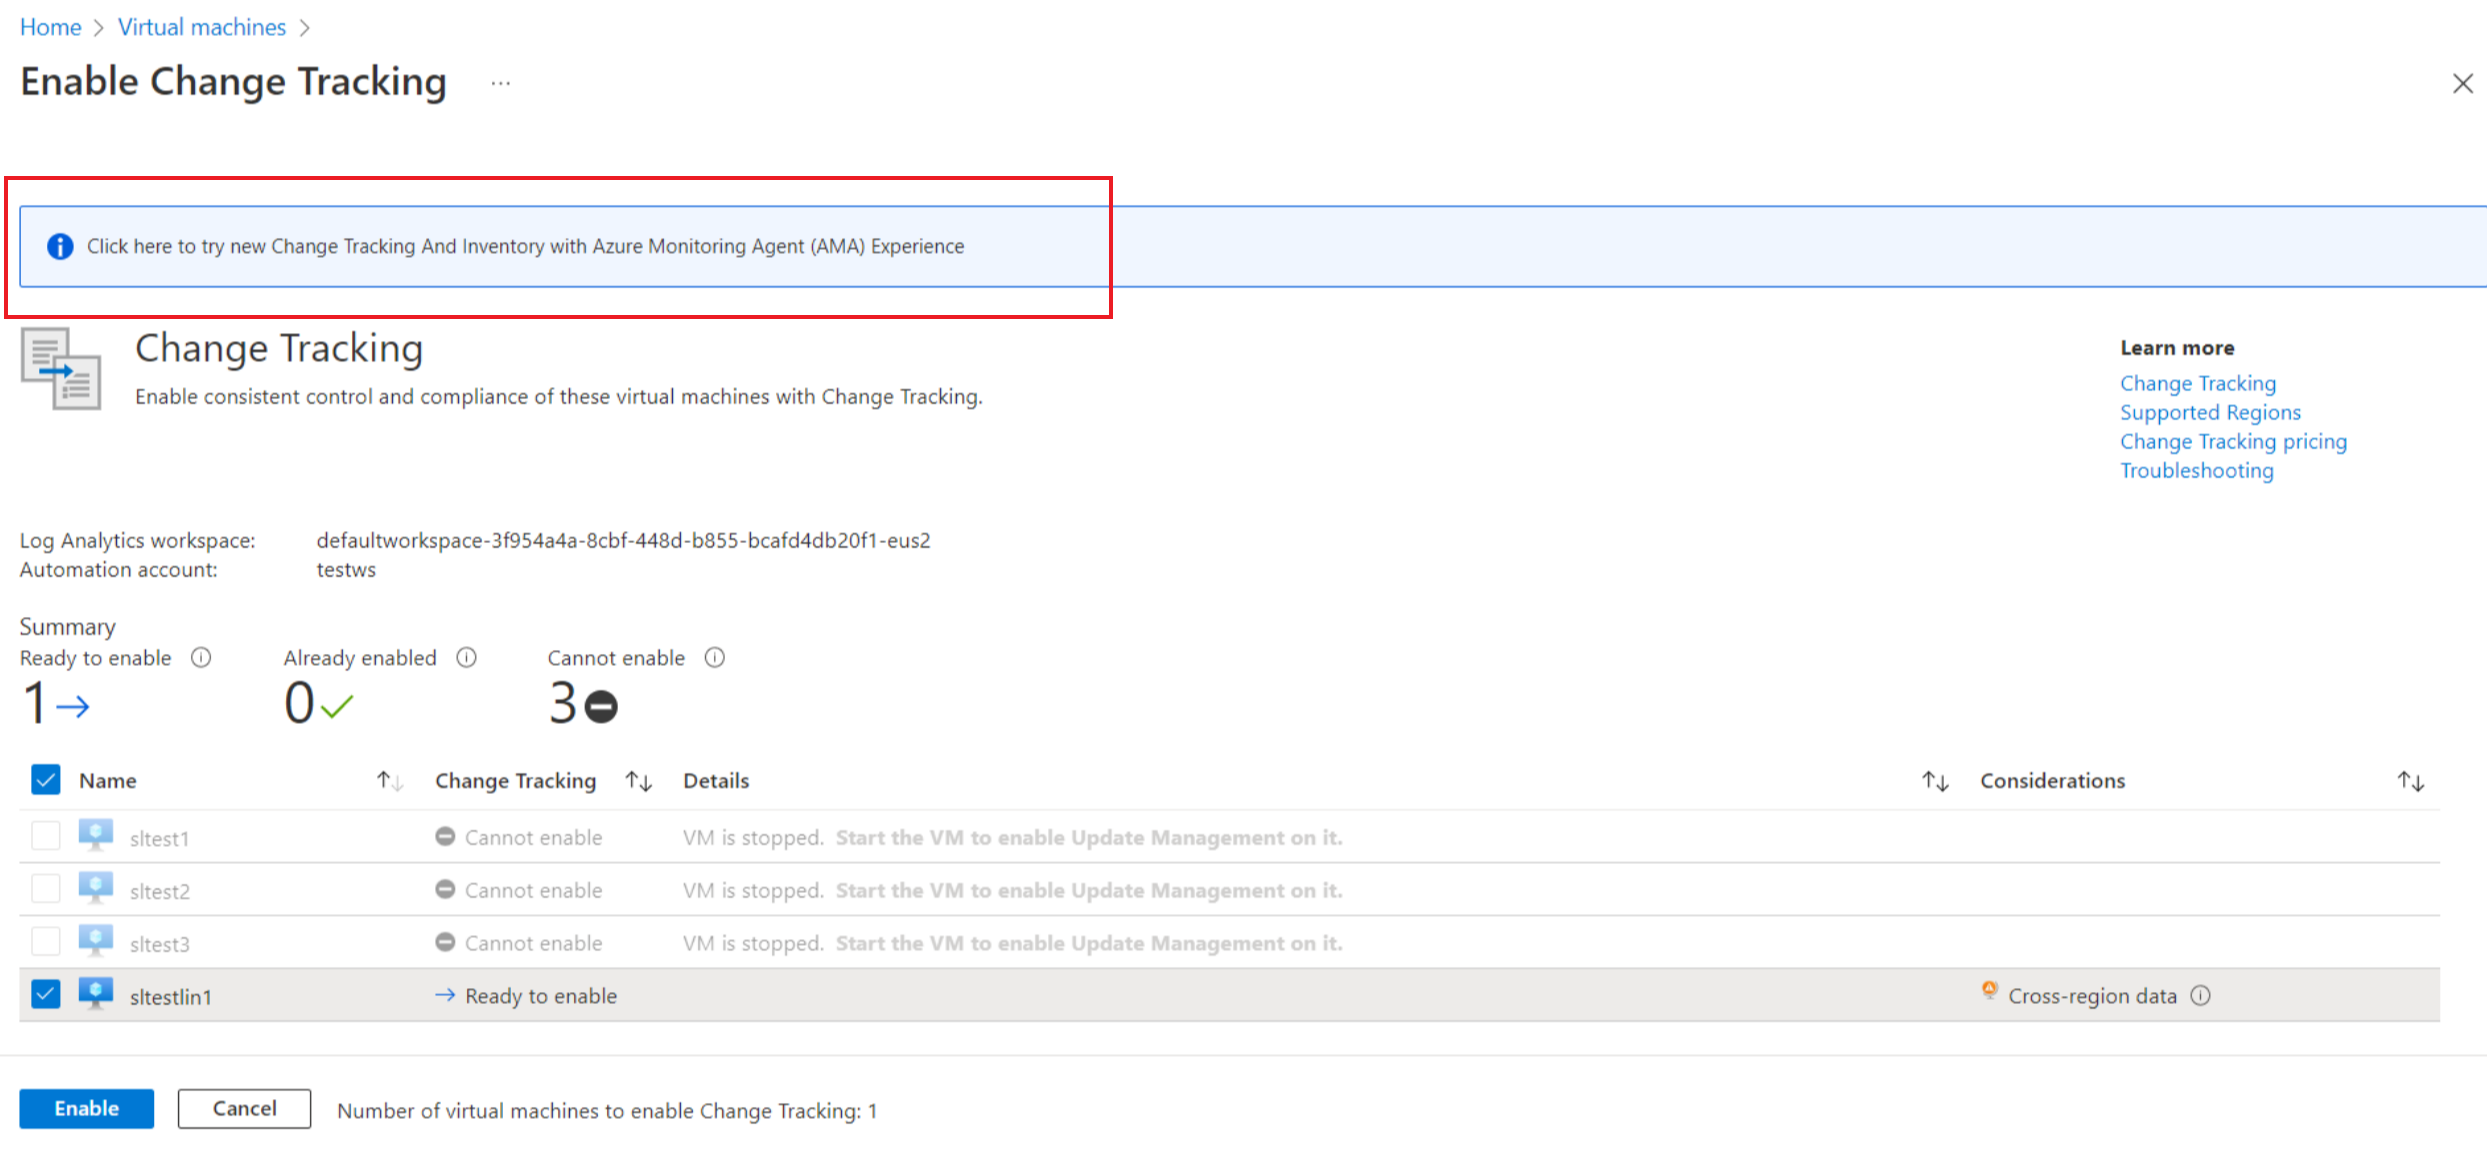 Home > Virtual machines >
Enable Change Tracking ...
Click here to try new Change Tracking And Inventory with Azure Monitoring Agent (AMA) Experience
Change Tracking
Enable consistent control and compliance of these virtual machines with Change Tracking.
Learn more
Change Tracking
Supported Regions
Change Tracking pricing
Troubleshooting
Log Analytics workspace: defaultworkspace-3f954a4a-8cbf-448d-b855-bcafd4db20f1-eus2
Automation account: testws
Summary
Ready to enable Already enabled Cannot enable
1 0 3
Name Change Tracking Details Considerations
sltest1 Cannot enable VM is stopped. Start the VM to enable Update Management on it.
sltest2 Cannot enable VM is stopped. Start the VM to enable Update Management on it.
sltest3 Cannot enable VM is stopped. Start the VM to enable Update Management on it.
sltestlin1 Ready to enable Cross-region data
Enable Cancel Number of virtual machines to enable Change Tracking: 1